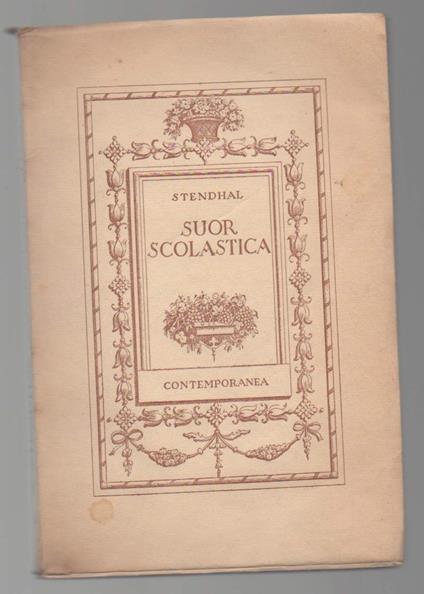 STENDHAL
SUOR
SCOLASTICA
CONTEMPORANEA